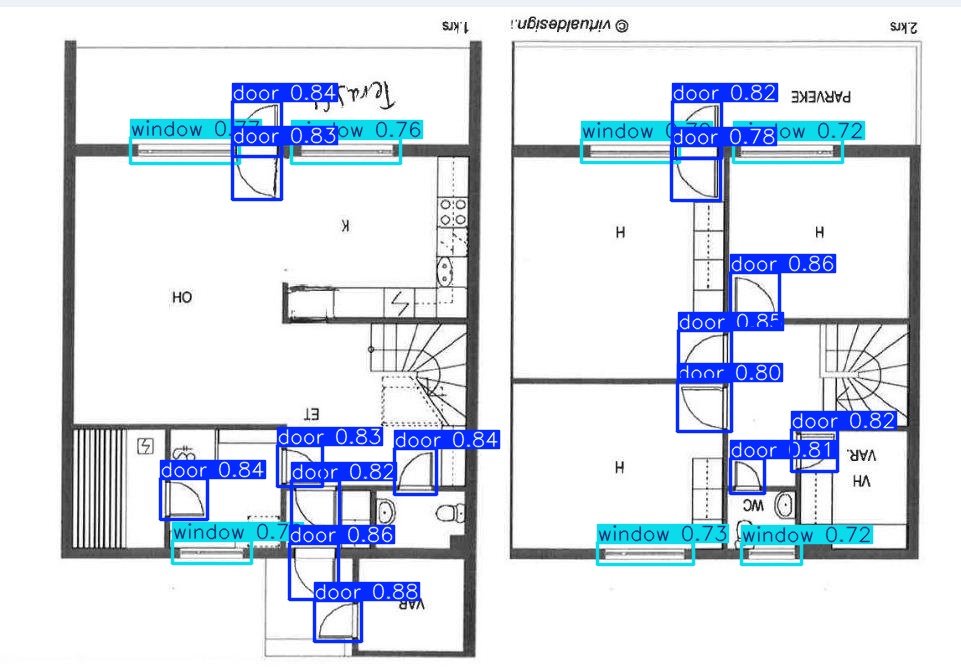 1.krs
© virtualdesign.
2.krs
door 0.84
Terassi
door 0.82
PARVEKE
window 0.77
door 0.83
window 0.76
window 0.
door 0.78
window 0.72
K
H
H
OH
door 0.86
door 0.85
door 0.80
ET
door 0.83
door 0.84
door 0.82
door 0.84
door 0.82
door 0.81
VAR.
VH
H
WC
window 0.7
door 0.86
window 0.73
window 0.72
door 0.88
VAR